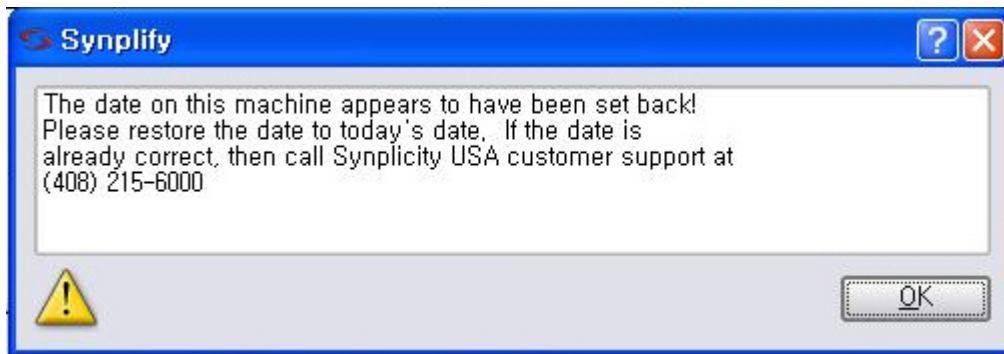 Synplify
The date on this machine appears to have been set back!
Please restore the date to today's date. If the date is
already correct, then call Synplicity USA customer support at
(408) 215-6000
OK